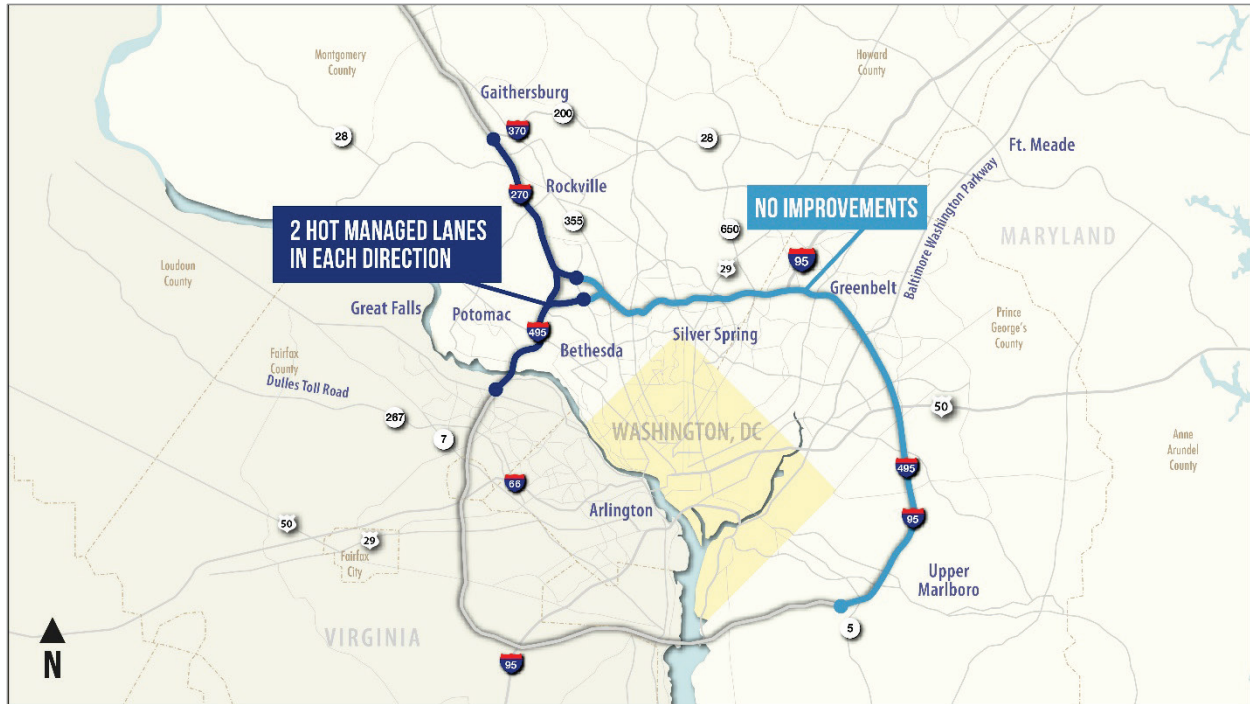 Montgomery
County
Howard
County
Gaithersburg
200
370
28
28
Ft. Meade
Rockville
270
NO IMPROVEMENTS
Baltimore Washington Parkway
2 HOT MANAGED LANES
IN EACH DIRECTION
355
650
MARYLAND
29
95
Loudoun
County
Greenbelt
Great Falls
Potomac
495
Silver Spring
Prince
George's
County
Bethesda
Fairfax
County
Dulles Toll Road
267
7
50
WASHINGTON, DC
Anne
Arundel
County
66
495
Arlington
95
50
29
Fairfax
City
Upper
Marlboro
5
VIRGINIA
95
N